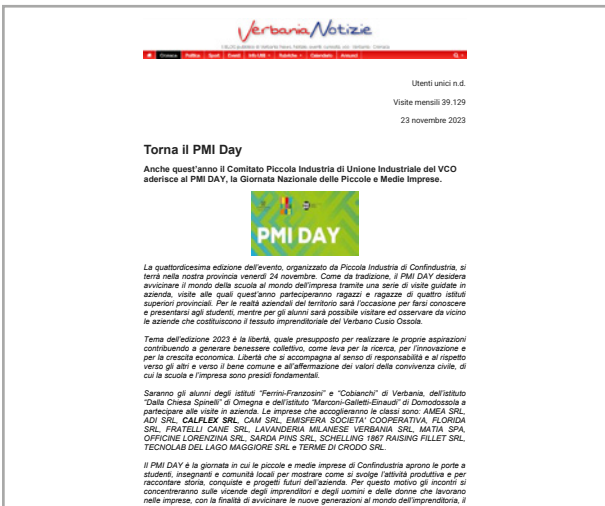 Verbania Notizie
Cronaca Politica Sport Eventi Info Utili Rubriche Calendario Annunci
Utenti unici n.d.
Visite mensili 39.129
23 novembre 2023
Torna il PMI Day
Anche quest'anno il Comitato Piccola Industria di Unione Industriale del VCO
aderisce al PMI DAY, la Giornata Nazionale delle Piccole e Medie Imprese.
PMI DAY
La quattordicesima edizione dell'evento, organizzato da Piccola Industria di Confindustria, si
terrà nella nostra provincia venerdì 24 novembre. Come da tradizione, il PMI DAY desidera
avvicinare il mondo della scuola al mondo dell'impresa tramite una serie di visite guidate in
azienda, visite alle quali quest'anno parteciperanno ragazzi e ragazze di quattro istituti
superiori provinciali. Per le realtà aziendali del territorio sarà l'occasione per farsi conoscere
e presentarsi agli studenti, mentre per gli alunni sarà possibile visitare ed osservare da vicino
le aziende che costituiscono il tessuto imprenditoriale del Verbano Cusio Ossola.
Tema dell'edizione 2023 è la libertà, quale presupposto per realizzare le proprie aspirazioni
contribuendo a generare benessere collettivo, come leva per la ricerca, per l'innovazione e
per la crescita economica. Libertà che si accompagna al senso di responsabilità e al rispetto
verso gli altri e verso il bene comune e all'affermazione dei valori della convivenza civile, di
cui la scuola e l'impresa sono presidi fondamentali.
Saranno gli alunni degli istituti "Ferrini-Franzosini" e "Cobianchi" di Verbania, dell'istituto
"Dalla Chiesa Spinelli" di Omegna e dell'istituto "Marconi-Galletti-Einaudi" di Domodossola a
partecipare alle visite in azienda. Le imprese che accoglieranno le classi sono: AMEA SRL,
ADI SRL, CALFLEX SRL, CAM SRL, EMISFERA SOCIETA' COOPERATIVA, FLORIDA
SRL, FRATELLI CANE SRL, LAVANDERIA MILANESE VERBANIA SRL, MATIA SPA,
OFFICINE LORENZINA SRL, SARDA PINS SRL, SCHELLING 1867 RAISING FILLET SRL,
TECNOLAB DEL LAGO MAGGIORE SRL e TERME DI CRODO SRL.
Il PMI DAY è la giornata in cui le piccole e medie imprese di Confindustria aprono le porte a
studenti, insegnanti e comunità locali per mostrare come si svolge l'attività produttiva e per
raccontare storia, conquiste e progetti futuri dell'azienda. Per questo motivo gli incontri si
concentreranno sulle vicende degli imprenditori e degli uomini e delle donne che lavorano
nelle imprese, con la finalità di avvicinare le nuove generazioni al mondo dell'imprenditoria, il